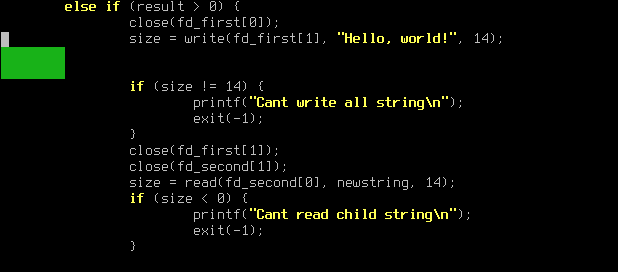 else if (result > 0) {
close(fd_first[0]);
size = write(fd_first[1], "Hello, world!", 14);
if (size != 14) {
printf("Cant write all string\n");
exit(-1);
}
close(fd_first[1]);
close(fd_second[1]);
size = read(fd_second[0], newstring, 14);
if (size < 0) {
printf("Cant read child string\n");
exit(-1);
}